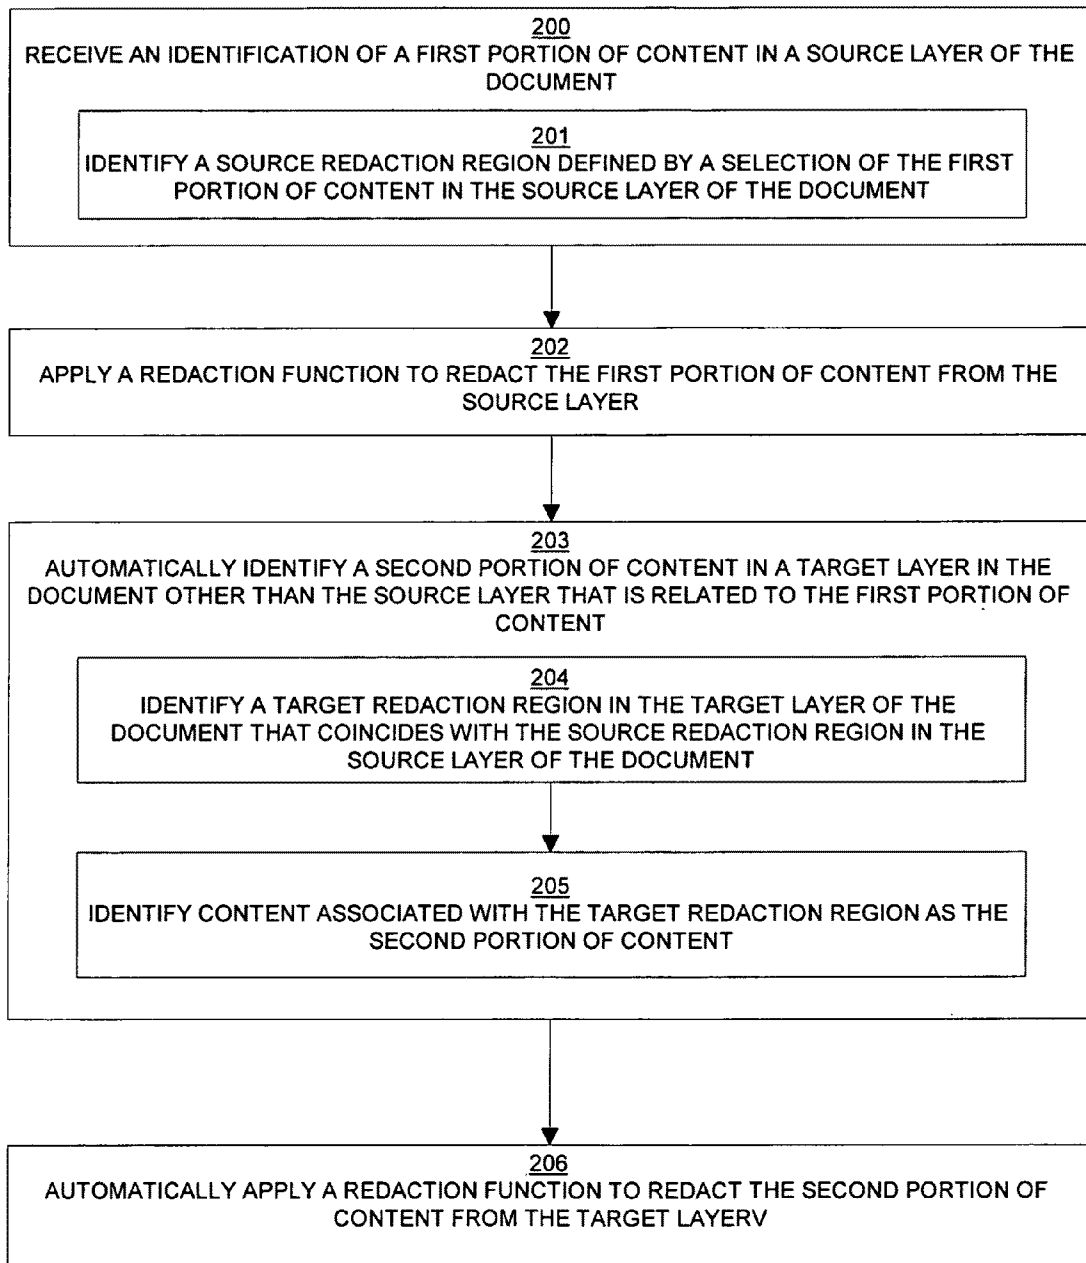 200
RECEIVE AN IDENTIFICATION OF A FIRST PORTION OF CONTENT IN A SOURCE LAYER OF THE
DOCUMENT
201
IDENTIFY A SOURCE REDACTION REGION DEFINED BY A SELECTION OF THE FIRST
PORTION OF CONTENT IN THE SOURCE LAYER OF THE DOCUMENT
202
APPLY A REDACTION FUNCTION TO REDACT THE FIRST PORTION OF CONTENT FROM THE
SOURCE LAYER
203
AUTOMATICALLY IDENTIFY A SECOND PORTION OF CONTENT IN A TARGET LAYER IN THE
DOCUMENT OTHER THAN THE SOURCE LAYER THAT IS RELATED TO THE FIRST PORTION OF
CONTENT
204
IDENTIFY A TARGET REDACTION REGION IN THE TARGET LAYER OF THE
DOCUMENT THAT COINCIDES WITH THE SOURCE REDACTION REGION IN THE
SOURCE LAYER OF THE DOCUMENT
205
IDENTIFY CONTENT ASSOCIATED WITH THE TARGET REDACTION REGION AS THE
SECOND PORTION OF CONTENT
206
AUTOMATICALLY APPLY A REDACTION FUNCTION TO REDACT THE SECOND PORTION OF
CONTENT FROM THE TARGET LAYERV